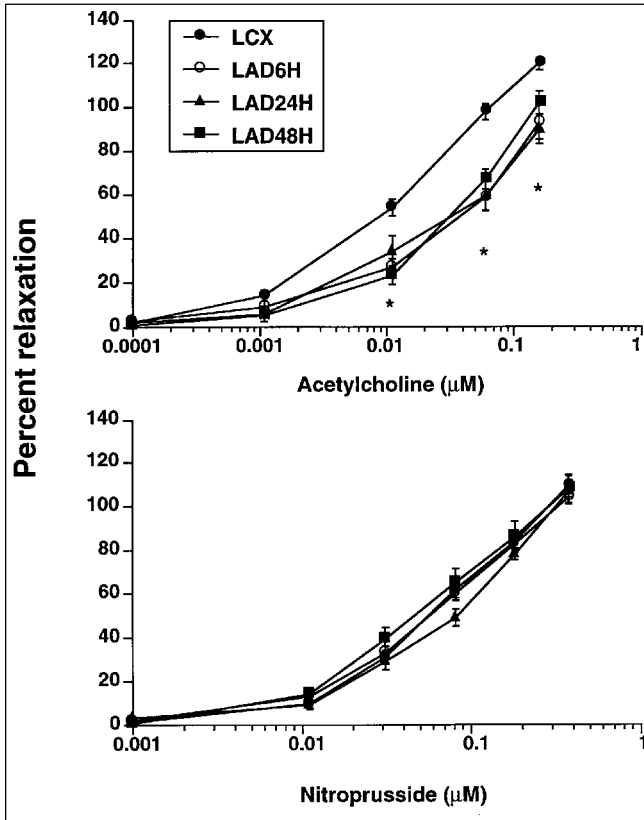 Percent relaxation
140
120
100
80
60
40
20
0
LCX
LAD6H
LAD24H
LAD48H
*
*
*
0.0001 0.001 0.01 0.1 1
Acetylcholine (μM)
140
120
100
80
60
40
20
0
0.001 0.01 0.1 1
Nitroprusside (μM)